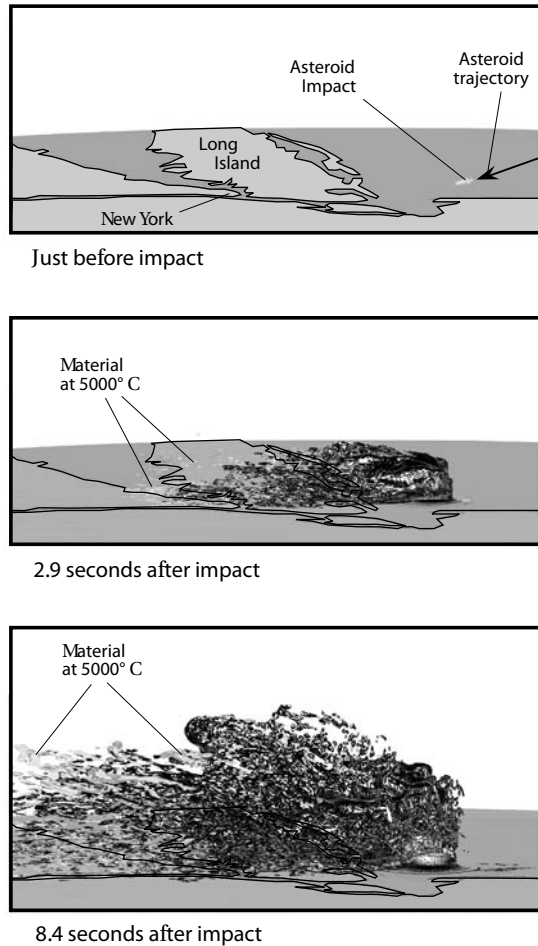 Asteroid
Impact
Asteroid
trajectory
Long
Island
New York
Just before impact
Material
at 5000° C
2.9 seconds after impact
Material
at 5000° C
8.4 seconds after impact